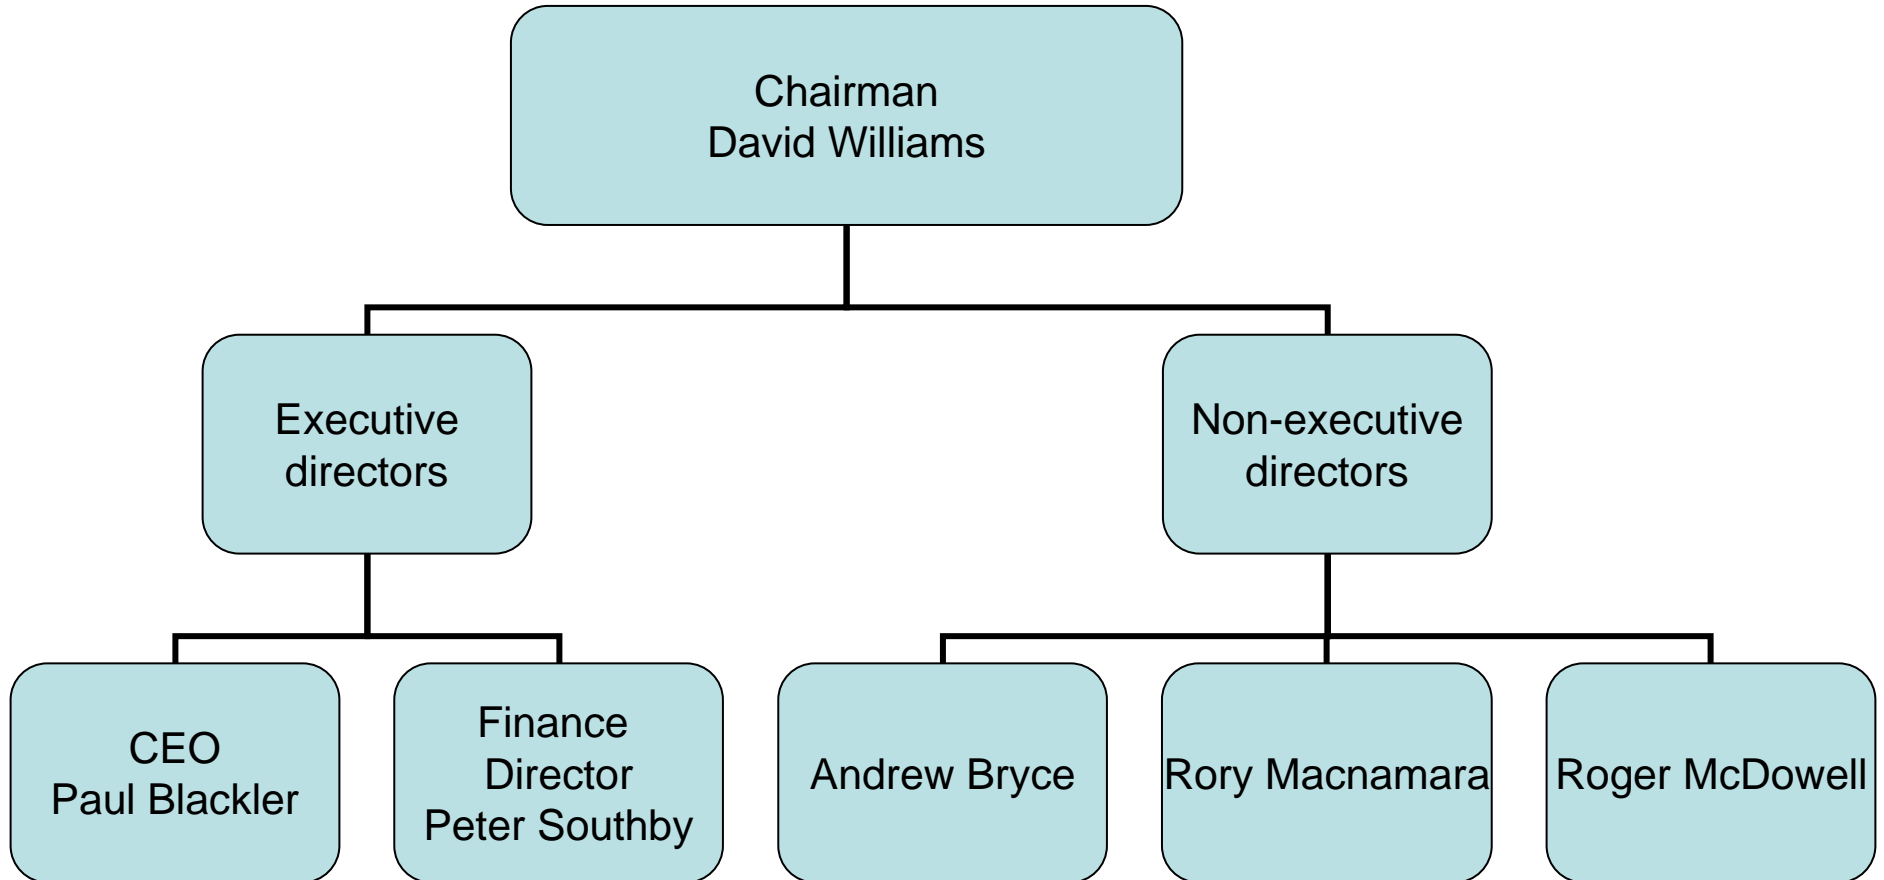 Chairman
David Williams
Executive
directors
Non-executive
directors
CEO
Paul Blackler
Finance
Director
Peter Southby
Andrew Bryce
Rory Macnamara
Roger McDowell